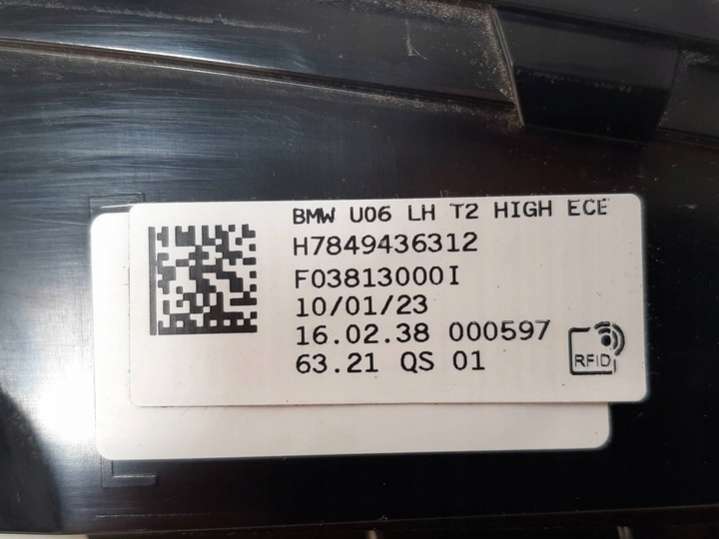 BMW U06 LH T2 HIGH ECE
H7849436312
F03813000I
10/01/23
16.02.38 000597
63.21 QS 01
RFID